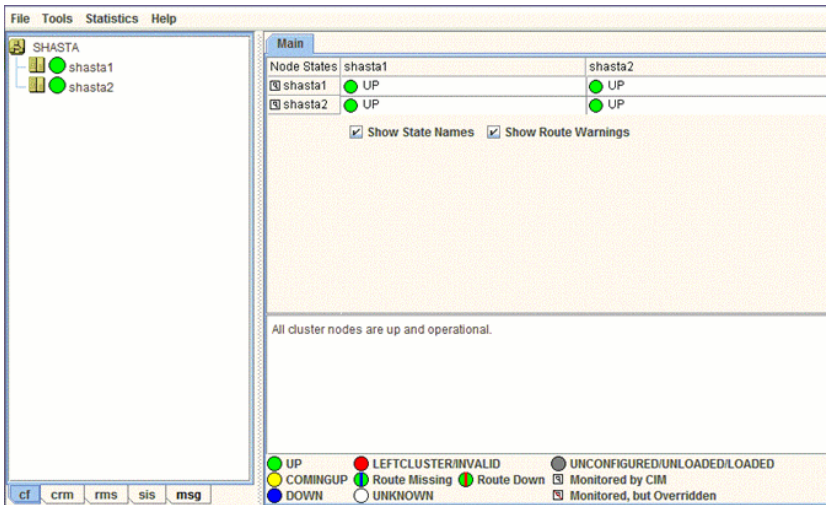 File Tools Statistics Help
SHASTA
shasta1
shasta2
Main
Node States shasta1 shasta2
shasta1 UP UP
shasta2 UP UP
Show State Names Show Route Warnings
All cluster nodes are up and operational.
UP LEFTCLUSTER/INVALID UNCONFIGURED/UNLOADED/LOADED
COMINGUP Route Missing Route Down Monitored by CIM
DOWN UNKNOWN Monitored, but Overridden
cf crm rms sis msg